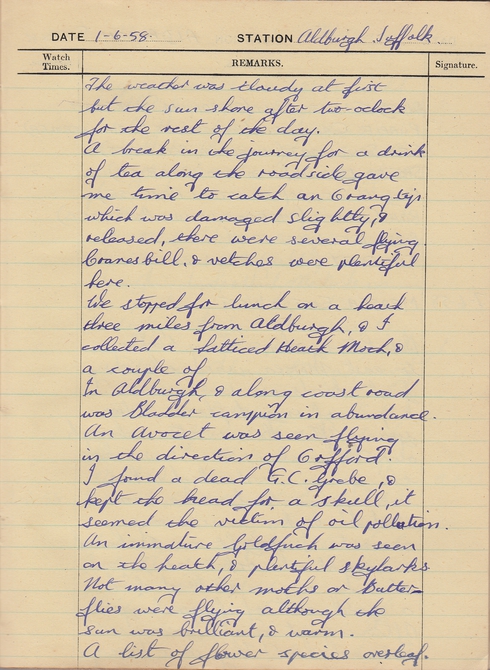 DATE 1-6-58. STATION Aldburgh Suffolk
Watch Times. REMARKS. Signature.
The weather was cloudy at first
but the sun shone after two oclock
for the rest of the day.
A break in the journey for a drink
of tea along the roadside gave
me time to catch an Orang tip
which was damaged slightly, &
released, there were several flying.
Cranesbill, & vetches were plentiful
here.
We stopped for lunch on a heath
three miles from Aldburgh, & I
collected a Latticed Heath Moth, &
a couple of
In Aldburgh, & along coast road
was Bladder campion in abundance.
An Avocet was seen flying
in the direction of Orfford.
I found a dead G.C. Grebe, &
kept the head for a skull, it
seemed the victim of oil pollution.
An immature Goldfinch was seen
on the heath, & plentiful skylarks
Not many other moths or Butter-
flies were flying although the
sun was brilliant, & warm.
A list of flower species overleaf.